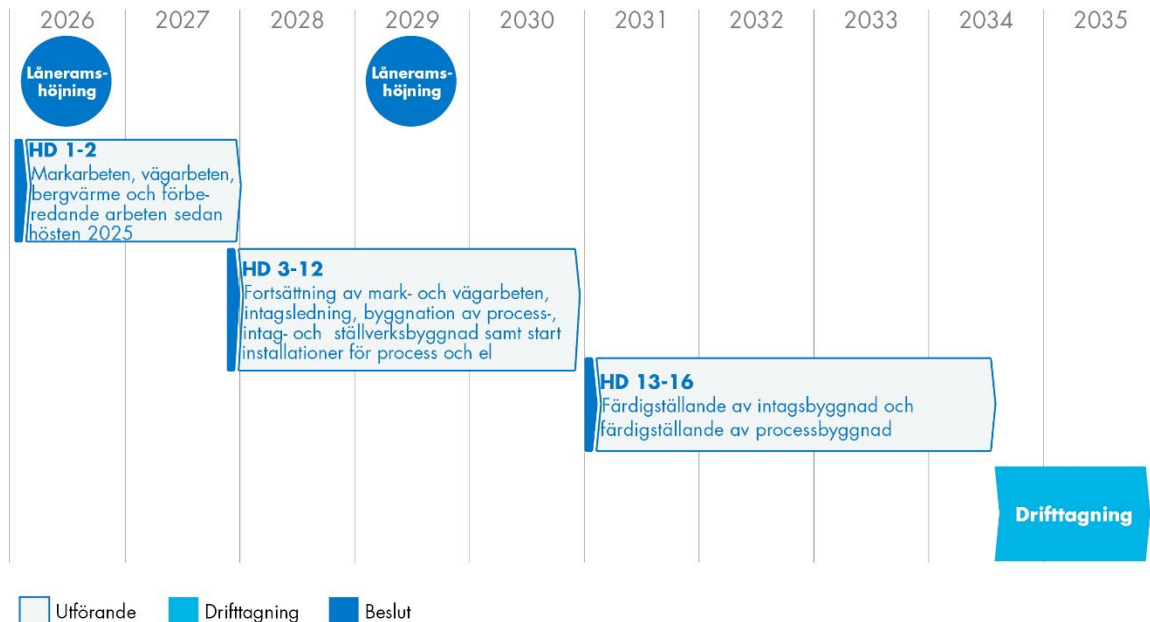 2026 2027 2028 2029 2030 2031 2032 2033 2034 2035
Lånerams-
höjning
Lånerams-
höjning
HD 1-2
Markarbeten, vägarbeten,
bergvärme och förbe-
redande arbeten sedan
hösten 2025
HD 3-12
Fortsättning av mark- och vägarbeten,
intagsledning, byggnation av process-,
intag- och ställverksbyggnad samt start
installationer för process och el
HD 13-16
Färdigställande av intagsbyggnad och
färdigställande av processbyggnad
Drifttagning
Utförande Drifttagning Beslut